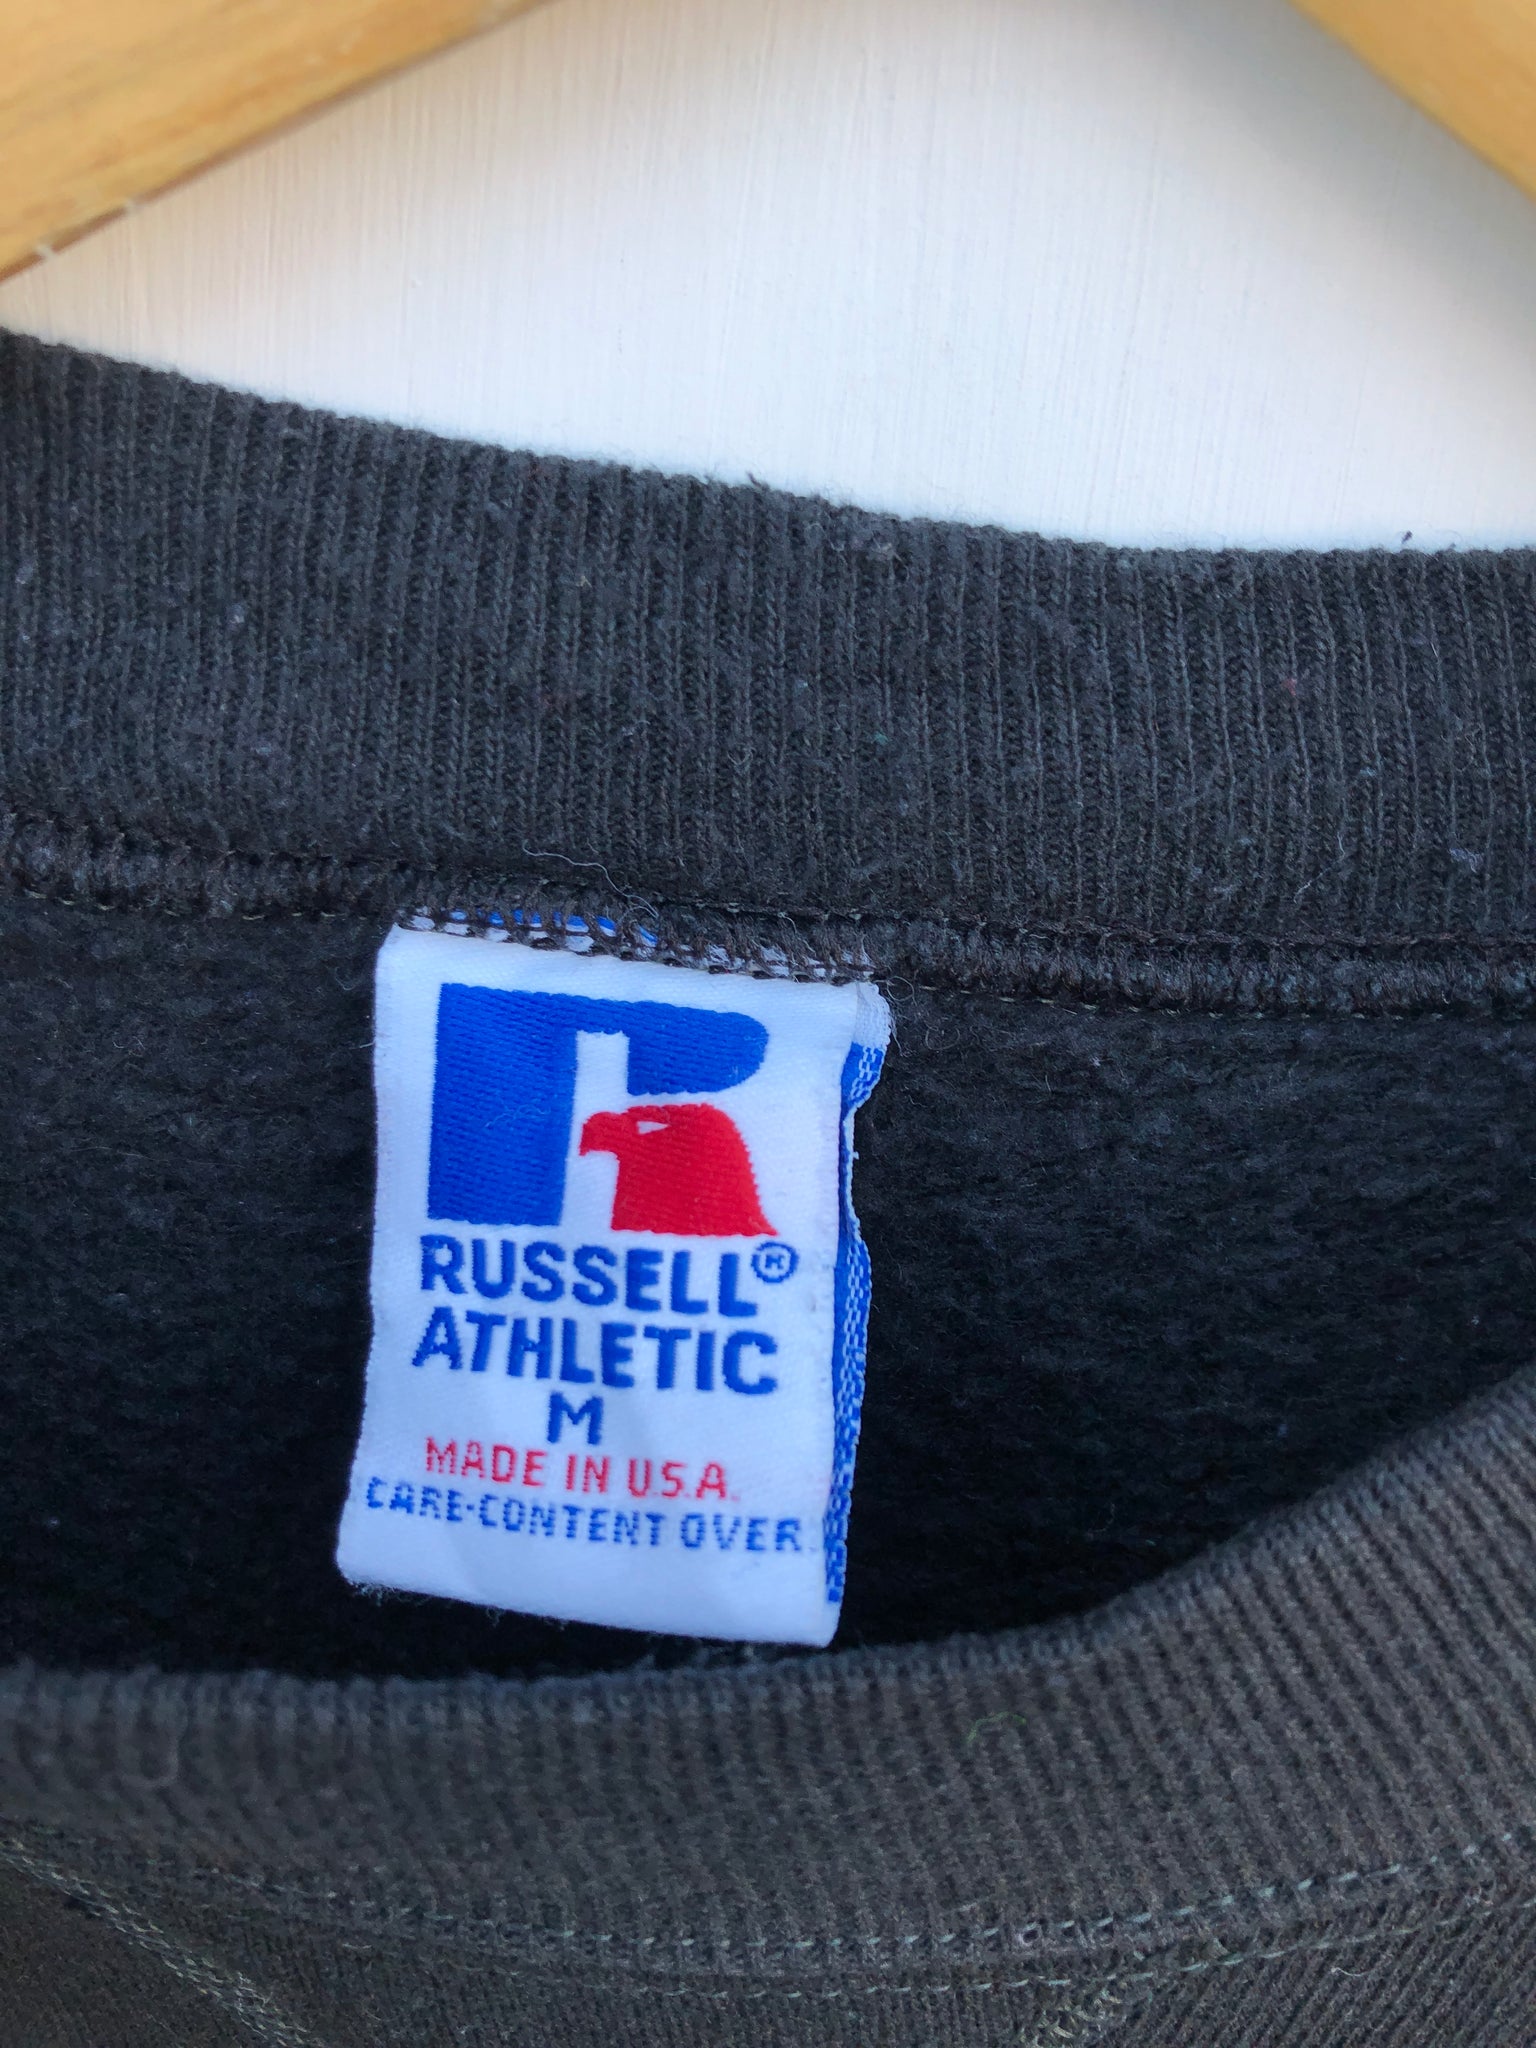 RUSSELL®
ATHLETIC
M
MADE IN U.S.A.
CARE-CONTENT OVER